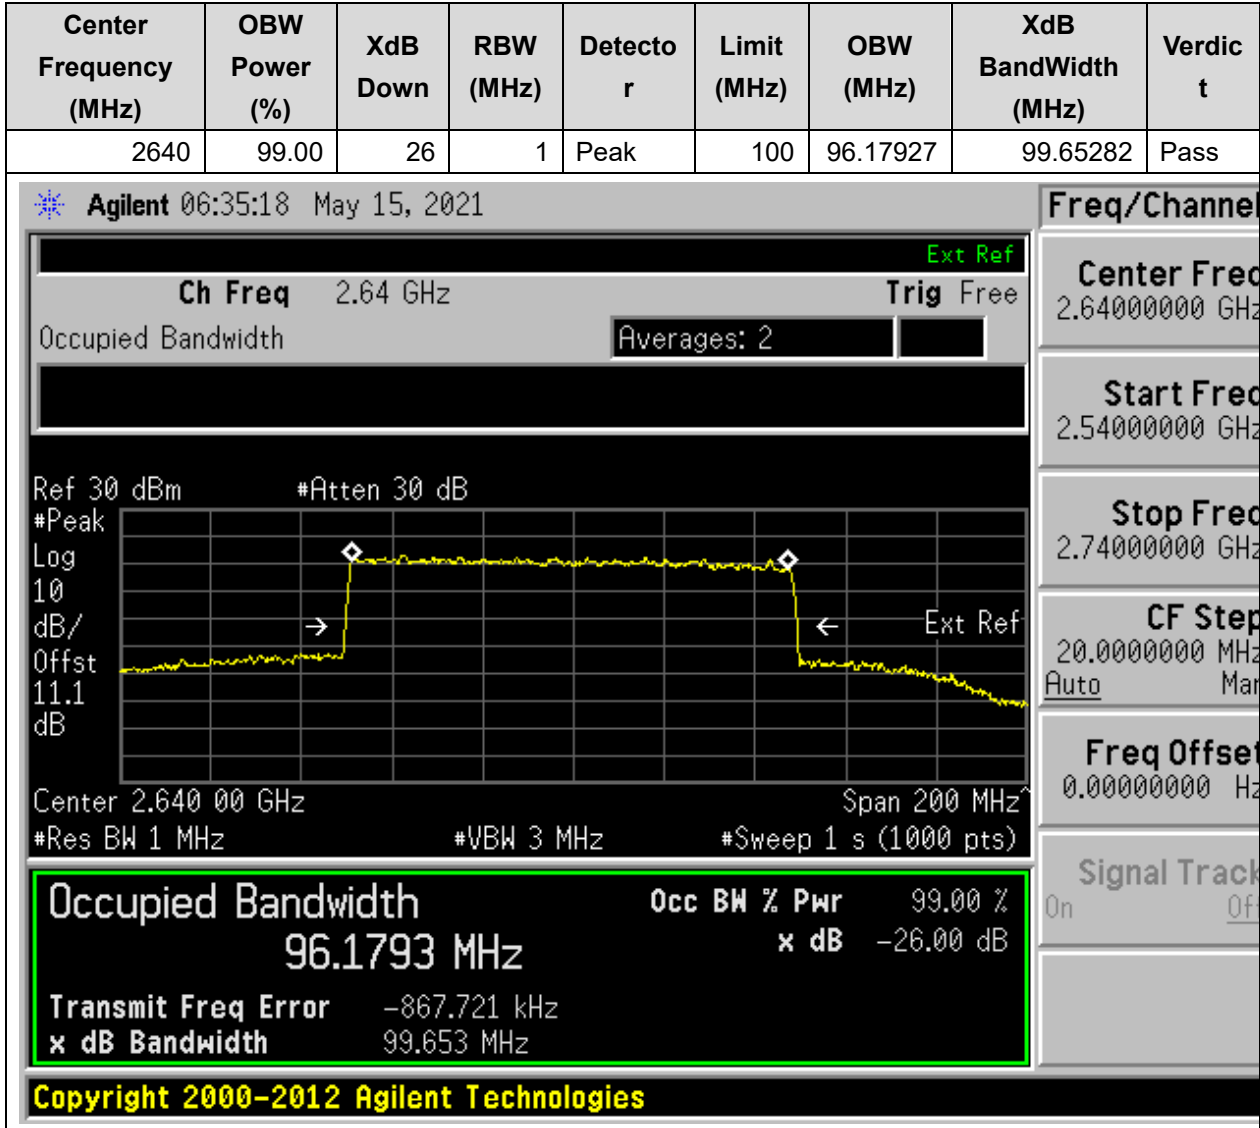 Center Frequency (MHz) OBW Power (%) XdB Down RBW (MHz) Detecto r Limit (MHz) OBW (MHz) XdB BandWidth (MHz) Verdic t
2640 99.00 26 1 Peak 100 96.17927 99.65282 Pass
Agilent 06:35:18 May 15, 2021 Freq/Channel
Ext Ref
Ch Freq 2.64 GHz Trig Free
Occupied Bandwidth Averages: 2
Center Freq
2.64000000 GHz
Start Freq
2.54000000 GHz
Stop Freq
2.74000000 GHz
CF Step
20.0000000 MHz
Auto Man
Freq Offset
0.00000000 Hz
Signal Track
On Off
Ref 30 dBm #Atten 30 dB
#Peak
Log
10
dB/
Offst
11.1
dB
Ext Ref
Center 2.640 00 GHz Span 200 MHz^
#Res BW 1 MHz #VBW 3 MHz #Sweep 1 s (1000 pts)
Occupied Bandwidth Occ BW % Pwr 99.00 %
96.1793 MHz x dB -26.00 dB
Transmit Freq Error -867.721 kHz
x dB Bandwidth 99.653 MHz
Copyright 2000-2012 Agilent Technologies